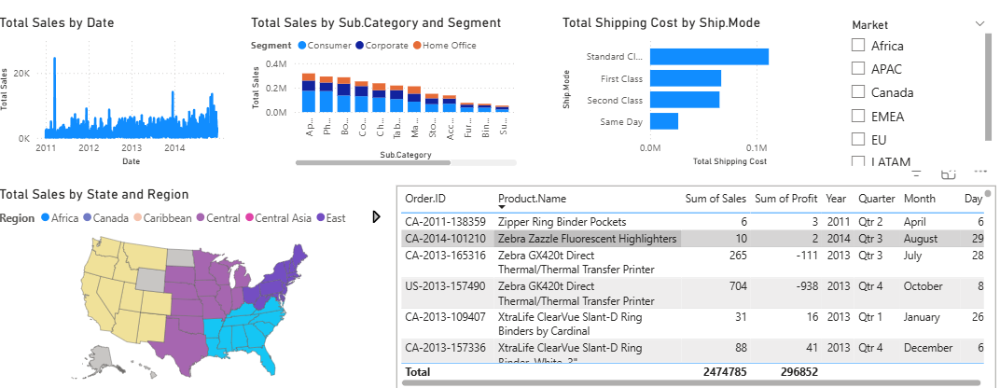 Total Sales by Date
Total Sales
20K
0K
2011 2012 2013 2014
Date
Total Sales by Sub.Category and Segment
Segment Consumer Corporate Home Office
Total Sales
0.4M
0.2M
0.0M
Ap... Ph... Bo... Co... Ch... Tab... Ma... Sto... Acc... Fur... Bin... Su...
Sub.Category
Total Shipping Cost by Ship.Mode
Ship.Mode
Standard Cl...
First Class
Second Class
Same Day
0.0M 0.1M
Total Shipping Cost
Market
Africa
APAC
Canada
EMEA
EU
LATAM
Total Sales by State and Region
Region Africa Canada Caribbean Central Central Asia East
Order.ID Product.Name Sum of Sales Sum of Profit Year Quarter Month Day
CA-2011-138359 Zipper Ring Binder Pockets 6 3 2011 Qtr 2 April 6
CA-2014-101210 Zebra Zazzle Fluorescent Highlighters 10 2 2014 Qtr 3 August 29
CA-2013-165316 Zebra GX420t Direct 265 -111 2013 Qtr 3 July 28
Thermal/Thermal Transfer Printer
US-2013-157490 Zebra GK420t Direct 704 -938 2013 Qtr 4 October 8
Thermal/Thermal Transfer Printer
CA-2013-109407 XtraLife ClearVue Slant-D Ring 31 16 2013 Qtr 1 January 26
Binders by Cardinal
CA-2013-157336 XtraLife ClearVue Slant-D Ring 88 41 2013 Qtr 4 December 6
Binder, White, 3"
Total 2474785 296852